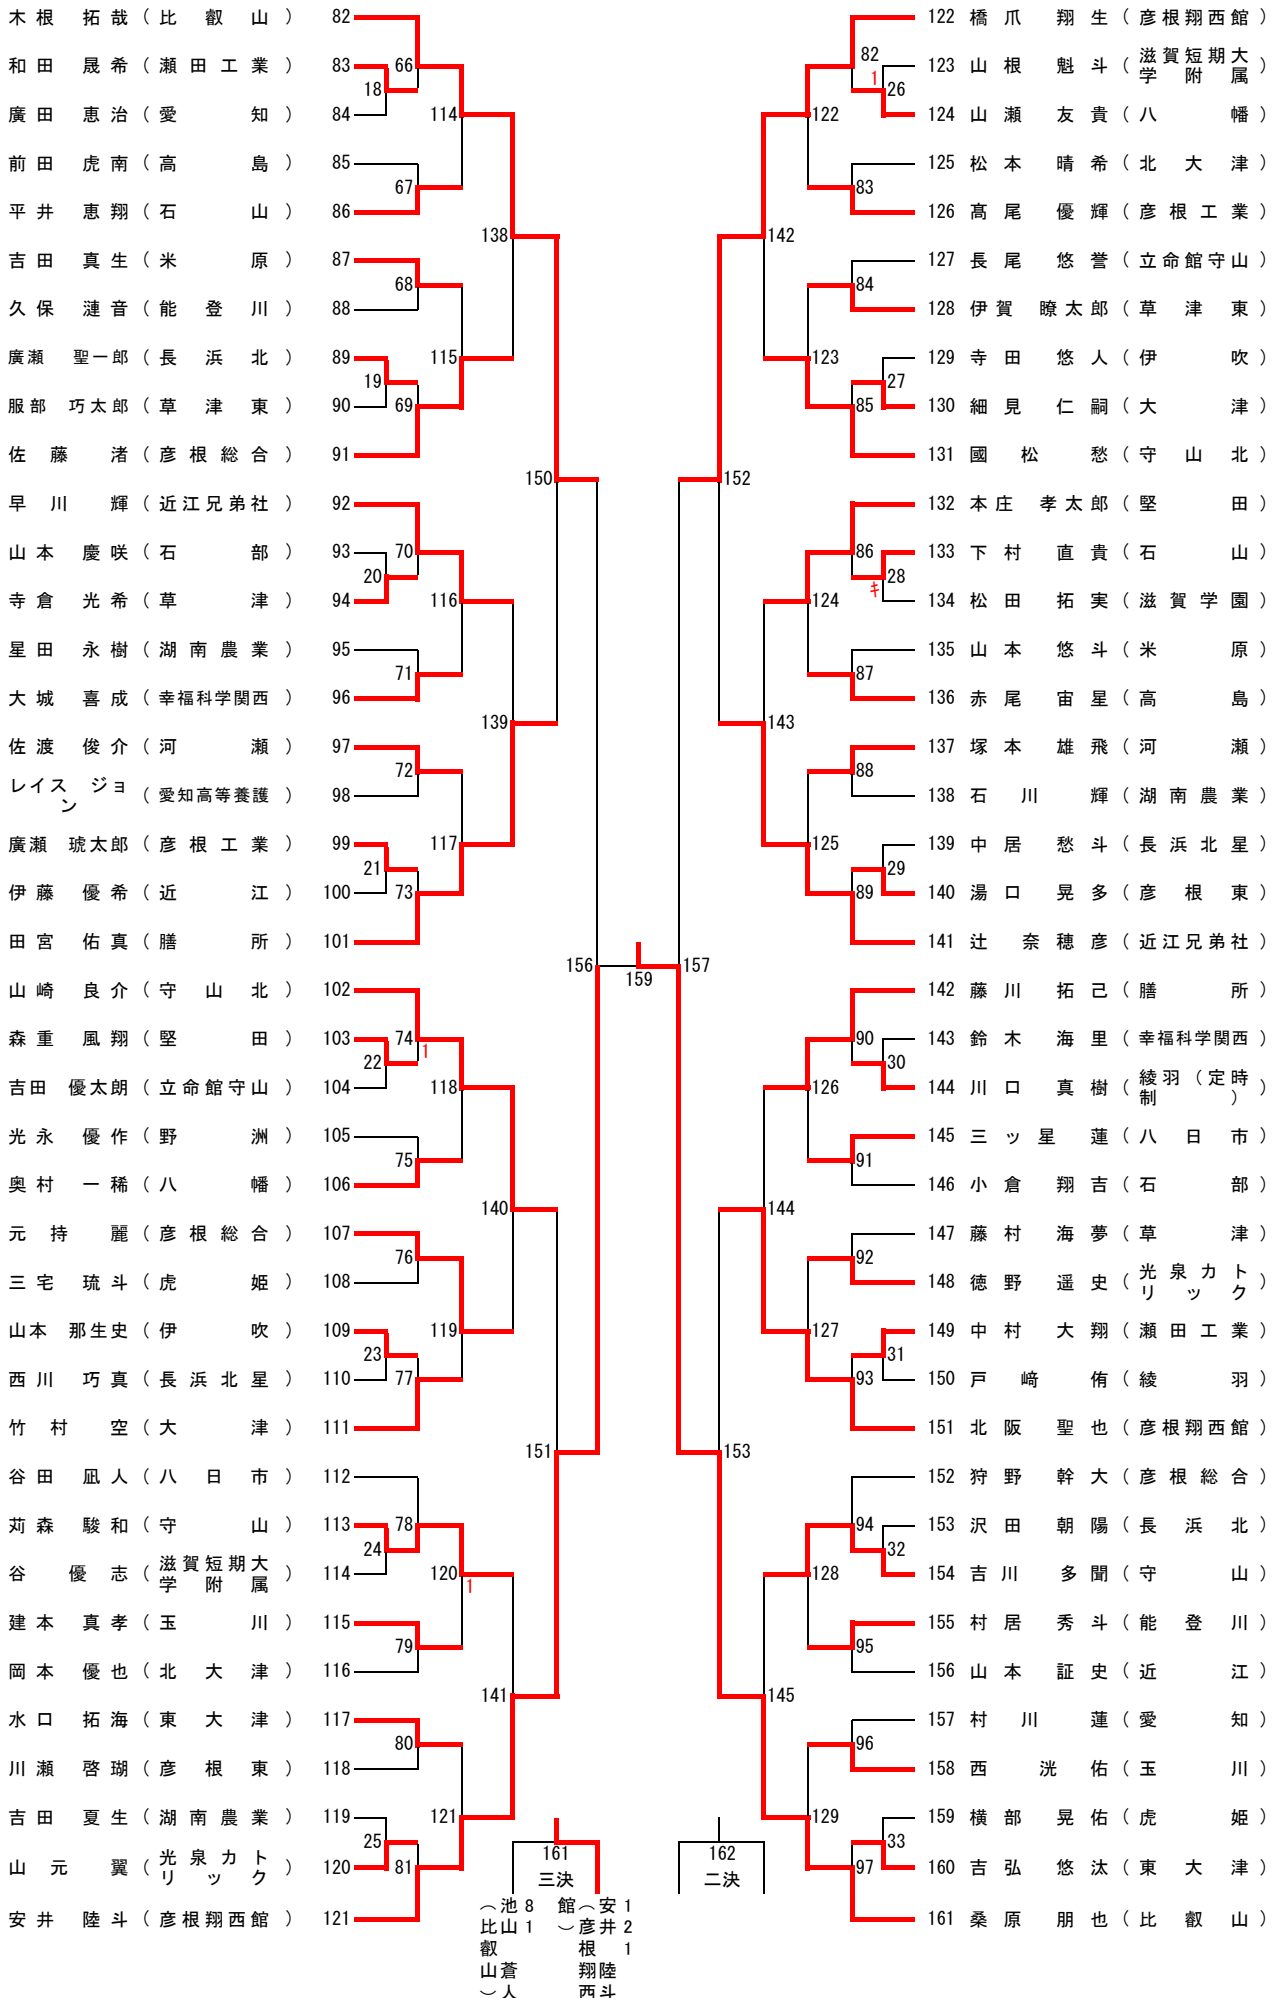 木根 拓哉 (比叡山) 82
和田 晟希 (瀬田工業) 83
廣田 恵治 (愛知) 84
前田 虎南 (高島) 85
平井 恵翔 (石山) 86
吉田 真生 (米原) 87
久保 漣音 (能登川) 88
廣瀬 聖一郎 (長浜北) 89
服部 巧太郎 (草津東) 90
佐藤 渚 (彦根総合) 91
早川 輝 (近江兄弟社) 92
山本 慶咲 (石部) 93
寺倉 光希 (草津) 94
星田 永樹 (湖南農業) 95
大城 喜成 (幸福科学関西) 96
佐渡 俊介 (河瀬) 97
レイス ジョン (愛知高等養護) 98
廣瀬 琥太郎 (彦根工業) 99
伊藤 優希 (近江) 100
田宮 佑真 (膳所) 101
山崎 良介 (守山北) 102
森重 風翔 (堅田) 103
吉田 優太朗 (立命館守山) 104
光永 優作 (野洲) 105
奥村 一稀 (八幡) 106
元持 麗 (彦根総合) 107
三宅 琉斗 (虎姫) 108
山本 那生史 (伊吹) 109
西川 巧真 (長浜北星) 110
竹村 空 (大津) 111
谷田 凪人 (八日市) 112
苅森 駿和 (守山) 113
谷 優志 (滋賀短期大学附属) 114
建本 真孝 (玉川) 115
岡本 優也 (北大津) 116
水口 拓海 (東大津) 117
川瀬 啓瑚 (彦根東) 118
吉田 夏生 (湖南農業) 119
山元 翼 (光泉カトリック) 120
安井 陸斗 (彦根翔西館) 121
18
19
20
21
22
23
24
25
66
67
68
69
70
71
72
73
74
1
75
76
77
78
79
80
81
114
115
116
117
118
119
120
1
121
138
139
140
141
150
151
156
159
157
152
153
142
143
144
145
122
123
124
125
126
127
128
129
82
1
83
84
85
86
キ
87
88
89
90
91
92
93
94
95
96
97
26
27
28
29
30
31
32
33
122 橋爪 翔生 (彦根翔西館)
123 山根 魁斗 (滋賀短期大学附属)
124 山瀬 友貴 (八幡)
125 松本 晴希 (北大津)
126 髙尾 優輝 (彦根工業)
127 長尾 悠誉 (立命館守山)
128 伊賀 瞭太郎 (草津東)
129 寺田 悠人 (伊吹)
130 細見 仁嗣 (大津)
131 國松 愁 (守山北)
132 本庄 孝太郎 (堅田)
133 下村 直貴 (石山)
134 松田 拓実 (滋賀学園)
135 山本 悠斗 (米原)
136 赤尾 宙星 (高島)
137 塚本 雄飛 (河瀬)
138 石川 輝 (湖南農業)
139 中居 愁斗 (長浜北星)
140 湯口 晃多 (彦根東)
141 辻 奈穂彦 (近江兄弟社)
142 藤川 拓己 (膳所)
143 鈴木 海里 (幸福科学関西)
144 川口 真樹 (綾羽(定時制))
145 三ッ星 蓮 (八日市)
146 小倉 翔吉 (石部)
147 藤村 海夢 (草津)
148 徳野 遥史 (光泉カトリック)
149 中村 大翔 (瀬田工業)
150 戸﨑 侑 (綾羽)
151 北阪 聖也 (彦根翔西館)
152 狩野 幹大 (彦根総合)
153 沢田 朝陽 (長浜北)
154 吉川 多聞 (守山)
155 村居 秀斗 (能登川)
156 山本 証史 (近江)
157 村川 蓮 (愛知)
158 西 洸佑 (玉川)
159 横部 晃佑 (虎姫)
160 吉弘 悠汰 (東大津)
161 桑原 朋也 (比叡山)
161
三決
81
池山 蒼人
(比叡山)
121
安井 陸斗
(彦根翔西館)
162
二決